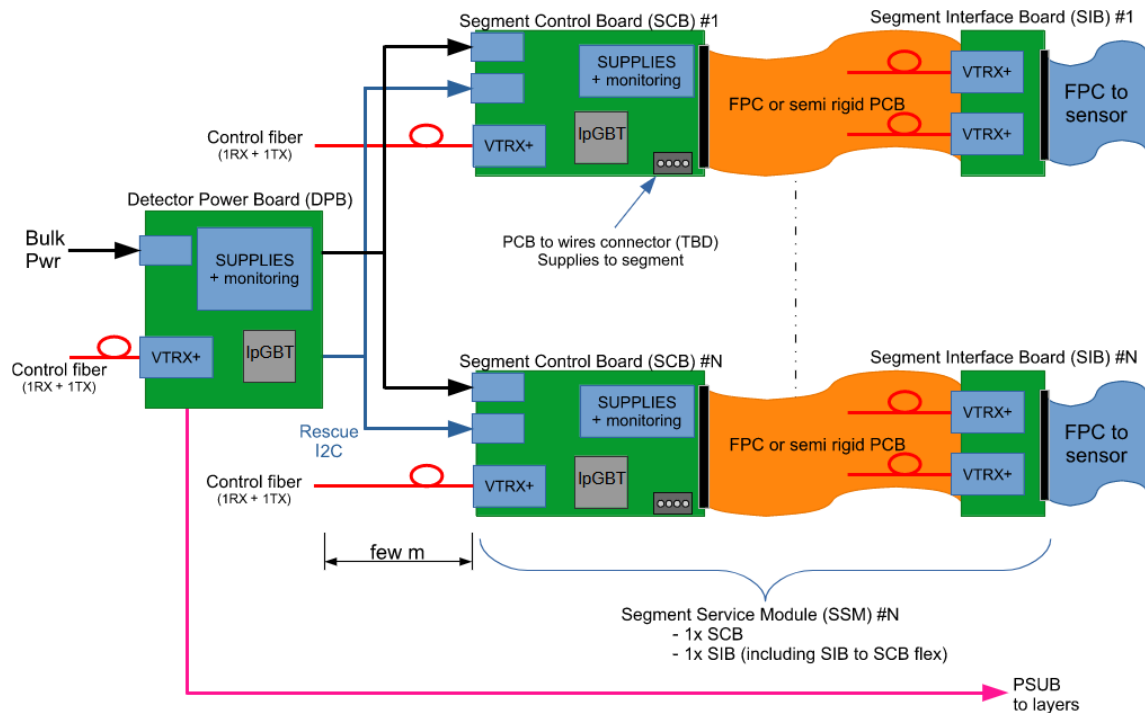 Segment Control Board (SCB) #1
Segment Interface Board (SIB) #1
SUPPLIES
+ monitoring
VTRX+
FPC or semi rigid PCB
FPC to
sensor
Control fiber
(1RX + 1TX)
VTRX+
lpGBT
VTRX+
Detector Power Board (DPB)
PCB to wires connector (TBD)
Supplies to segment
Bulk
Pwr
SUPPLIES
+ monitoring
VTRX+
lpGBT
Control fiber
(1RX + 1TX)
Segment Control Board (SCB) #N
Segment Interface Board (SIB) #N
SUPPLIES
+ monitoring
VTRX+
FPC or semi rigid PCB
FPC to
sensor
Rescue
I2C
Control fiber
(1RX + 1TX)
VTRX+
lpGBT
VTRX+
few m
Segment Service Module (SSM) #N
- 1x SCB
- 1x SIB (including SIB to SCB flex)
PSUB
to layers